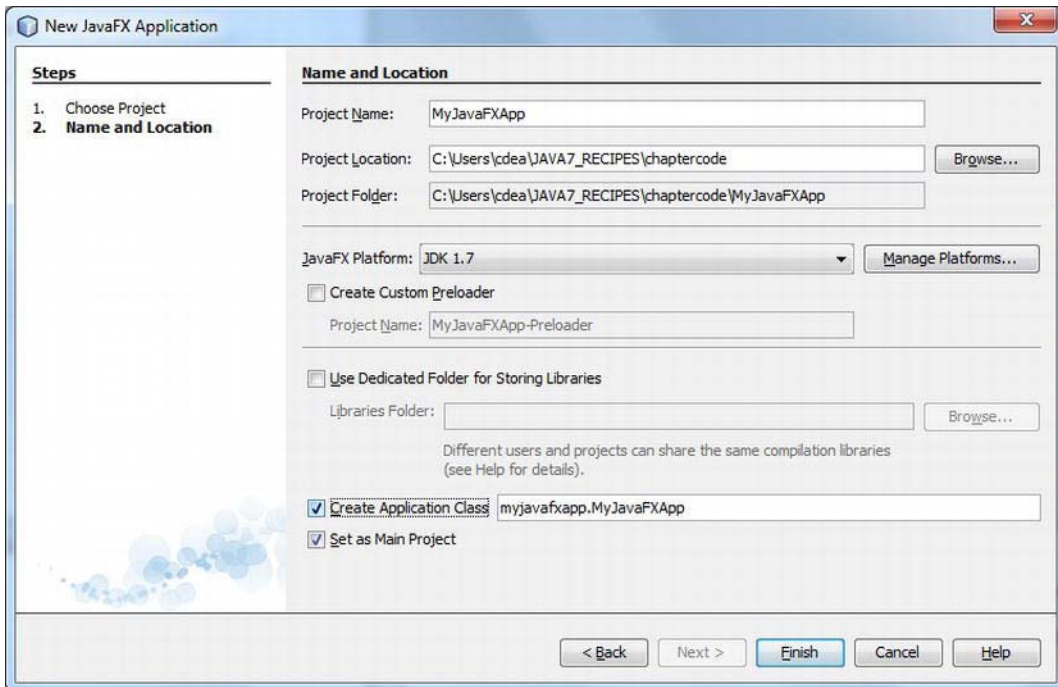 New JavaFX Application
Steps
1. Choose Project
2. Name and Location
Name and Location
Project Name: MyJavaFXApp
Project Location: C:\Users\cdea\JAVA7_RECIPES\chaptercode Browse...
Project Folder: C:\Users\cdea\JAVA7_RECIPES\chaptercode\MyJavaFXApp
JavaFX Platform: JDK 1.7 Manage Platforms...
Create Custom Preloader
Project Name: MyJavaFXApp-Preloader
Use Dedicated Folder for Storing Libraries
Libraries Folder: Browse...
Different users and projects can share the same compilation libraries
(see Help for details).
Create Application Class myjavafxapp.MyJavaFXApp
Set as Main Project
< Back Next > Finish Cancel Help